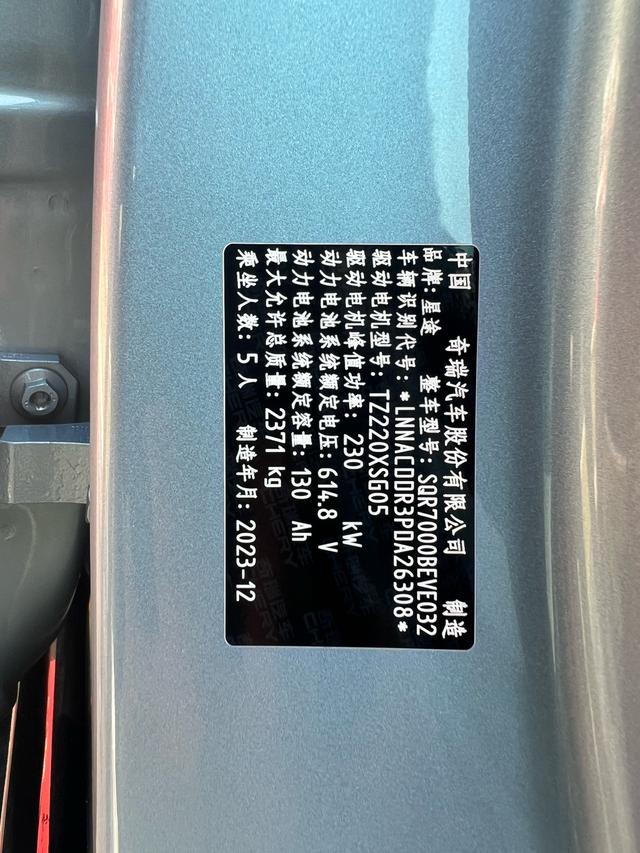 中国 奇瑞汽车股份有限公司 制造
品牌:星途 整车型号:SQR7000BEVE032
车辆识别代号:*LNNACDDR3PDA26308*
驱动电机型号:TZ220XSG05
驱动电机峰值功率:230 kW
动力电池系统额定电压:614.8 V
动力电池系统额定容量:130 Ah
最大允许总质量:2371 kg
乘坐人数:5人 制造年月:2023-12